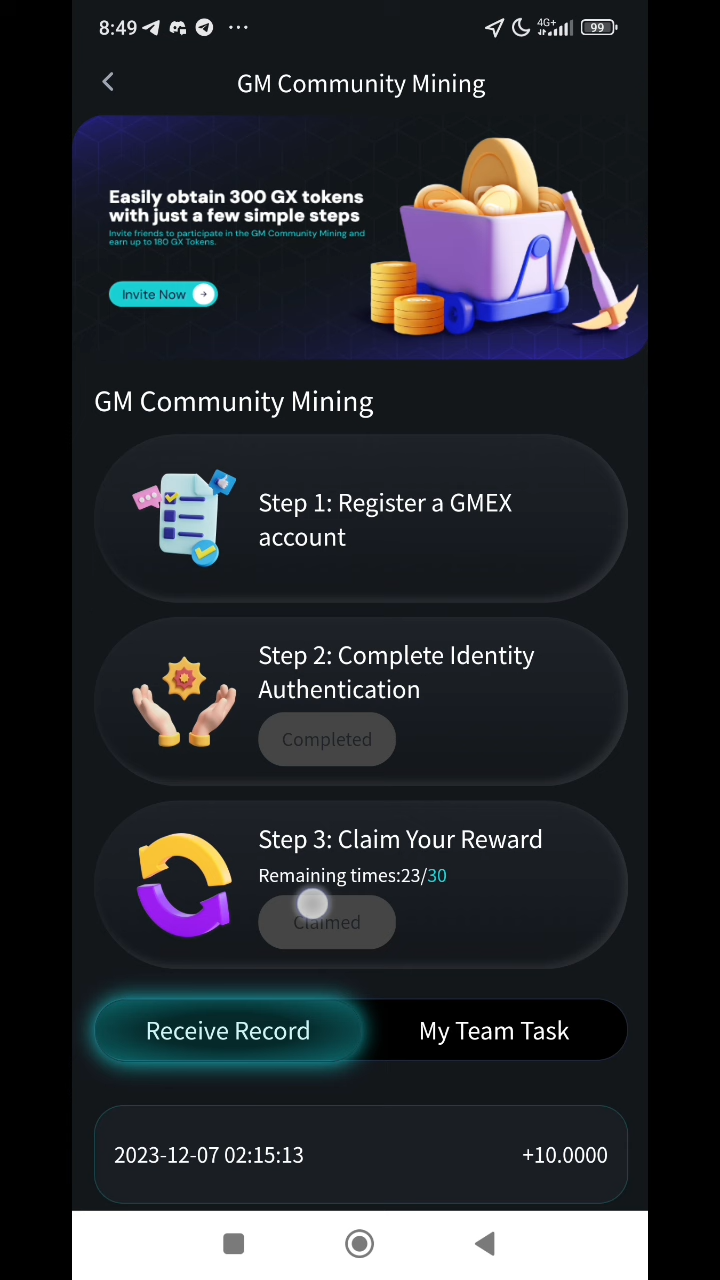 8:49
4G+
99
GM Community Mining
Easily obtain 300 GX tokens
with just a few simple steps
Invite friends to participate in the GM Community Mining and
earn up to 180 GX Tokens.
Invite Now
GM Community Mining
Step 1: Register a GMEX
account
Step 2: Complete Identity
Authentication
Completed
Step 3: Claim Your Reward
Remaining times:23/30
Claimed
Receive Record
My Team Task
2023-12-07 02:15:13
+10.0000